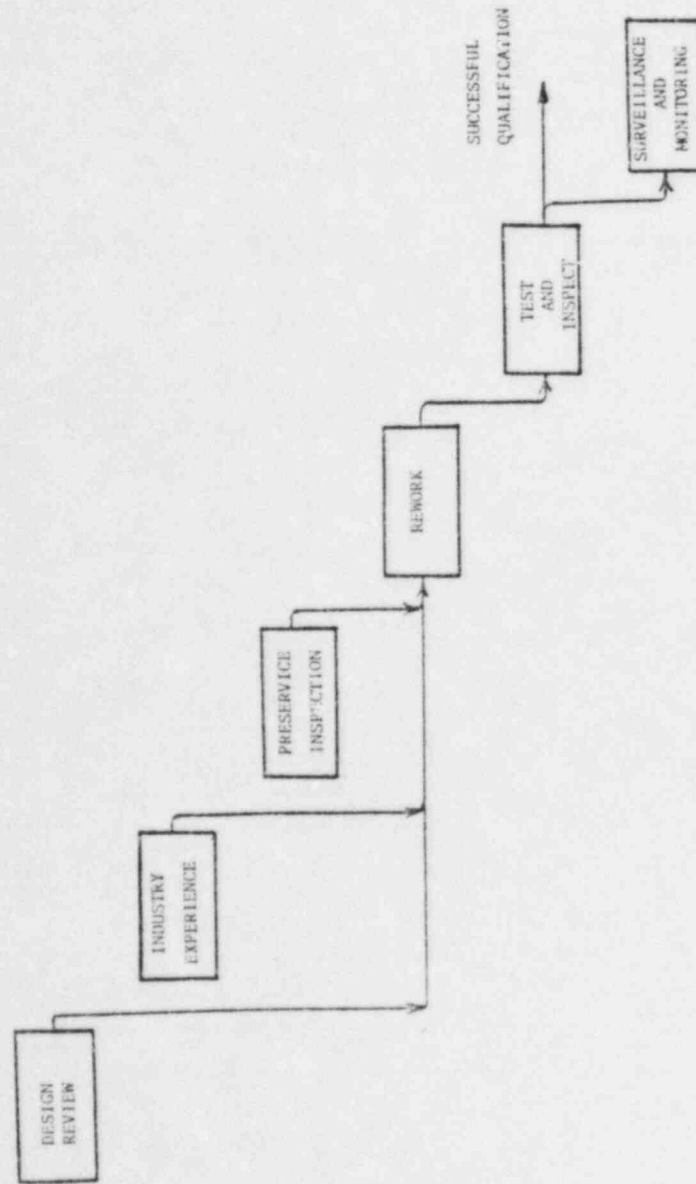 DESIGN
REVIEW
INDUSTRY
EXPERIENCE
PRESERVICE
INSPECTION
REWORK
TEST
AND
INSPECT
SUCCESSFUL
QUALIFICATION
SURVEILLANCE
AND
MONITORING